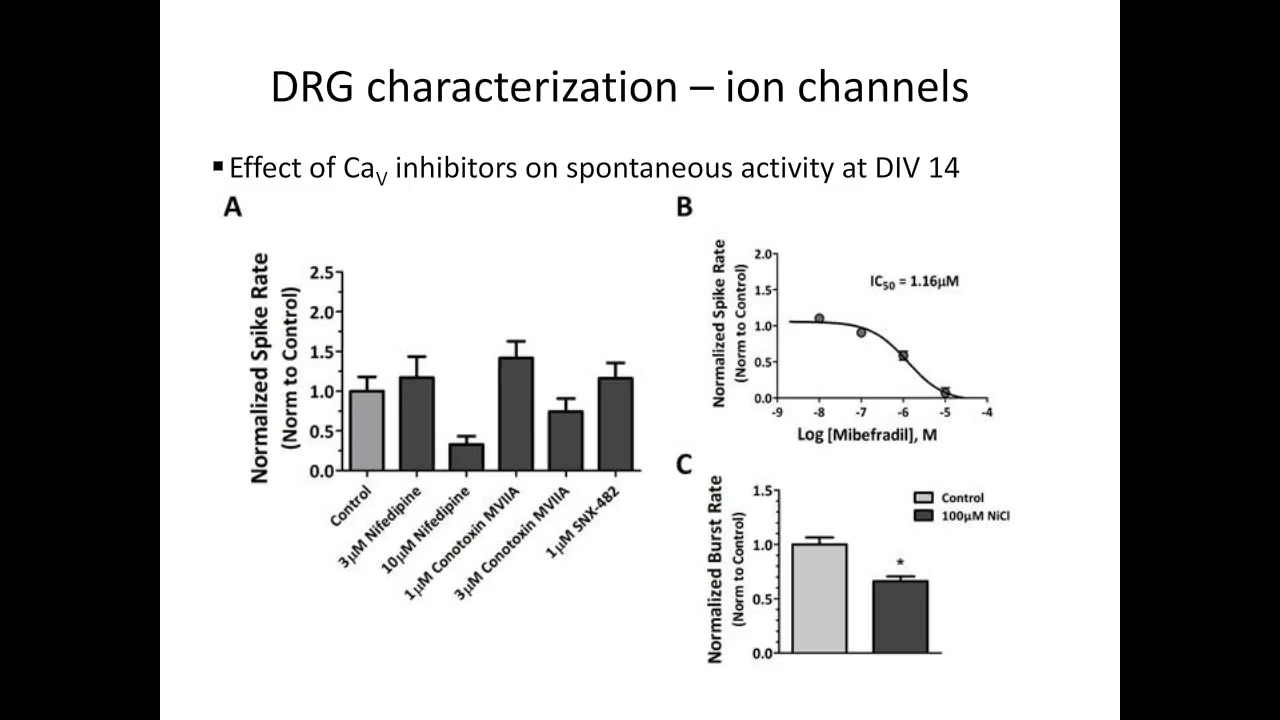 DRG characterization – ion channels
▪ Effect of CaV inhibitors on spontaneous activity at DIV 14
A
Normalized Spike Rate
(Norm to Control)
2.5
2.0
1.5
1.0
0.5
0.0
Control
3μM Nifedipine
10μM Nifedipine
1μM Conotoxin MVIIA
3μM Conotoxin MVIIA
1μM SNX-482
B
Normalized Spike Rate
(Norm to Control)
2.0
1.5
1.0
0.5
0.0
IC50 = 1.16μM
-9 -8 -7 -6 -5 -4
Log [Mibefradil], M
C
Normalized Burst Rate
(Norm to Control)
1.5
1.0
0.5
0.0
Control
100μM NiCl
*